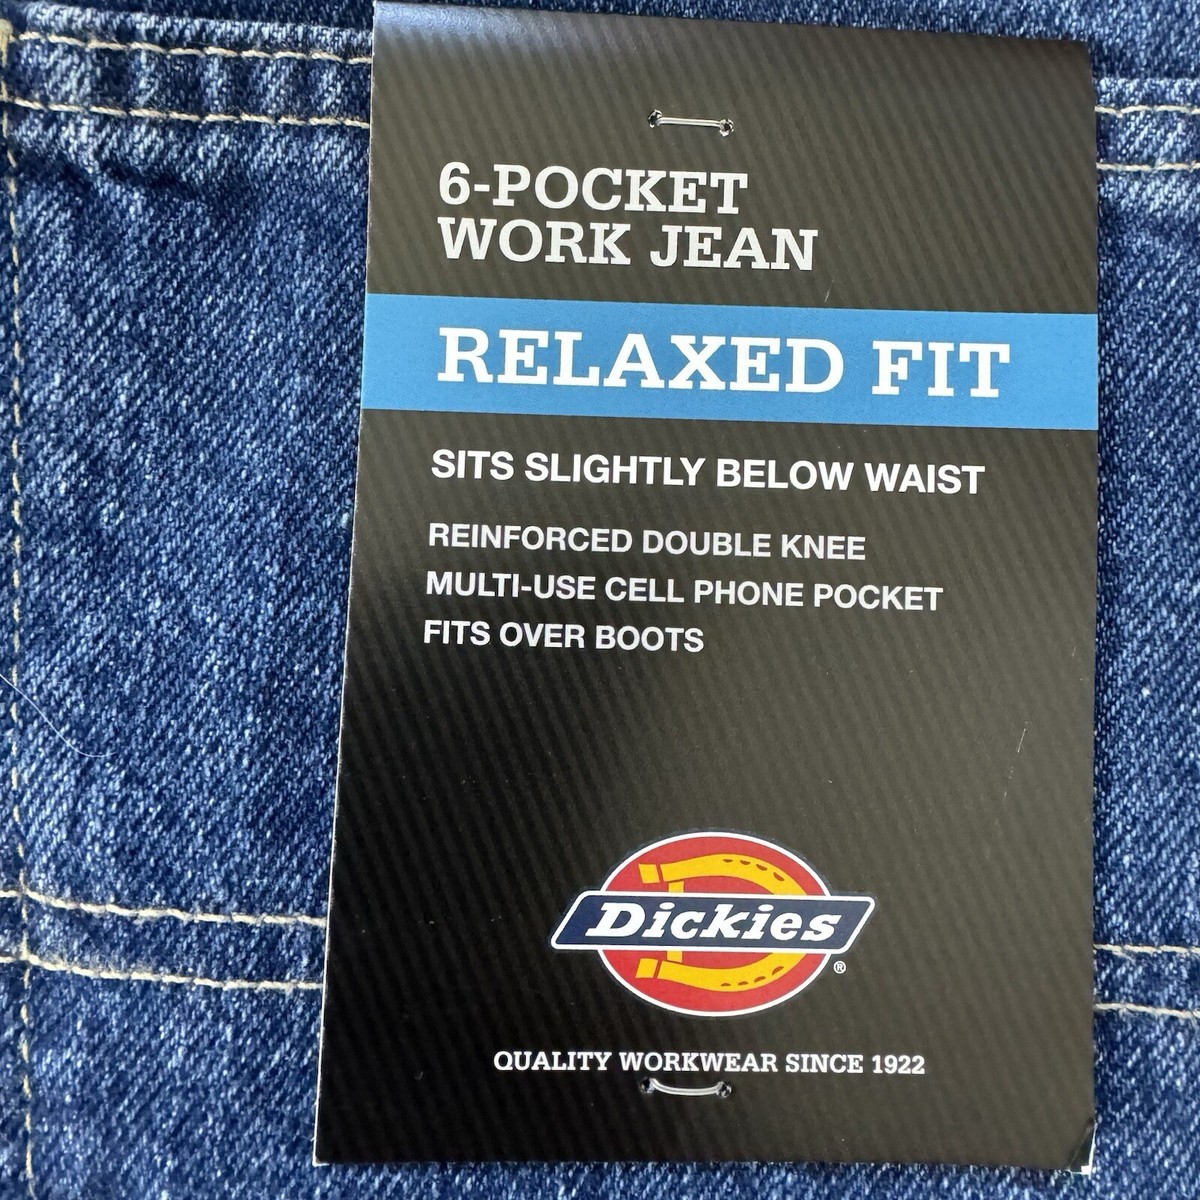 6-POCKET
WORK JEAN
RELAXED FIT
SITS SLIGHTLY BELOW WAIST
REINFORCED DOUBLE KNEE
MULTI-USE CELL PHONE POCKET
FITS OVER BOOTS
Dickies
®
QUALITY WORKWEAR SINCE 1922